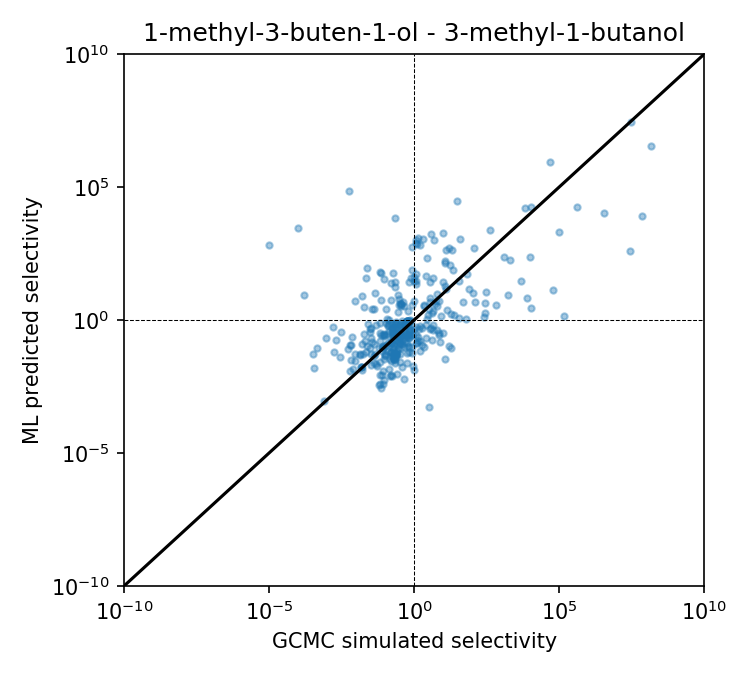 1-methyl-3-buten-1-ol - 3-methyl-1-butanol
10^10
10^5
10^0
10^-5
10^-10
ML predicted selectivity
10^-10 10^-5 10^0 10^5 10^10
GCMC simulated selectivity